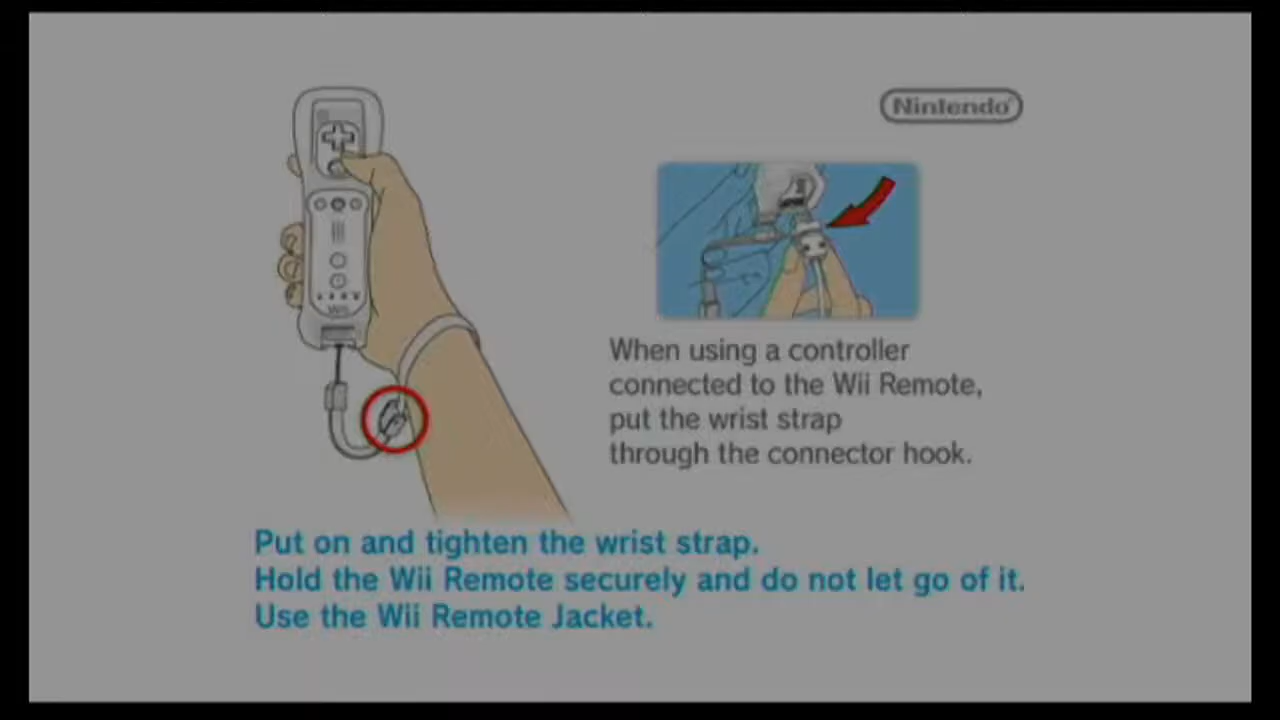 Nintendo
Wii
When using a controller
connected to the Wii Remote,
put the wrist strap
through the connector hook.
Put on and tighten the wrist strap.
Hold the Wii Remote securely and do not let go of it.
Use the Wii Remote Jacket.